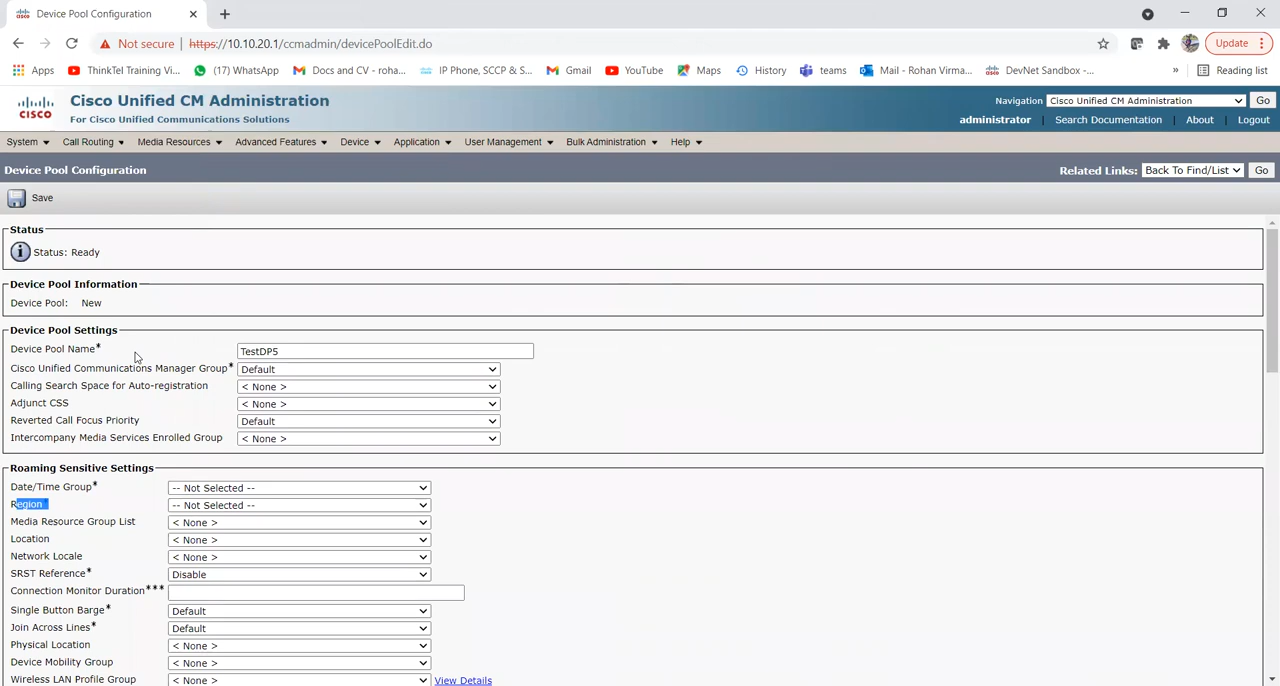 Device Pool Configuration
Not secure | https://10.10.20.1/ccmadmin/devicePoolEdit.do
Update
Apps ThinkTel Training Vi... (17) WhatsApp Docs and CV - roha... IP Phone, SCCP & S... Gmail YouTube Maps History teams Mail - Rohan Virma... DevNet Sandbox -... » Reading list
CISCO
Cisco Unified CM Administration
For Cisco Unified Communications Solutions
Navigation Cisco Unified CM Administration Go
administrator | Search Documentation | About | Logout
System Call Routing Media Resources Advanced Features Device Application User Management Bulk Administration Help
Device Pool Configuration
Related Links: Back To Find/List Go
Save
Status
Status: Ready
Device Pool Information
Device Pool: New
Device Pool Settings
Device Pool Name* TestDP5
Cisco Unified Communications Manager Group* Default
Calling Search Space for Auto-registration < None >
Adjunct CSS < None >
Reverted Call Focus Priority Default
Intercompany Media Services Enrolled Group < None >
Roaming Sensitive Settings
Date/Time Group* -- Not Selected --
Region* -- Not Selected --
Media Resource Group List < None >
Location < None >
Network Locale < None >
SRST Reference* Disable
Connection Monitor Duration***
Single Button Barge* Default
Join Across Lines* Default
Physical Location < None >
Device Mobility Group < None >
Wireless LAN Profile Group < None > View Details